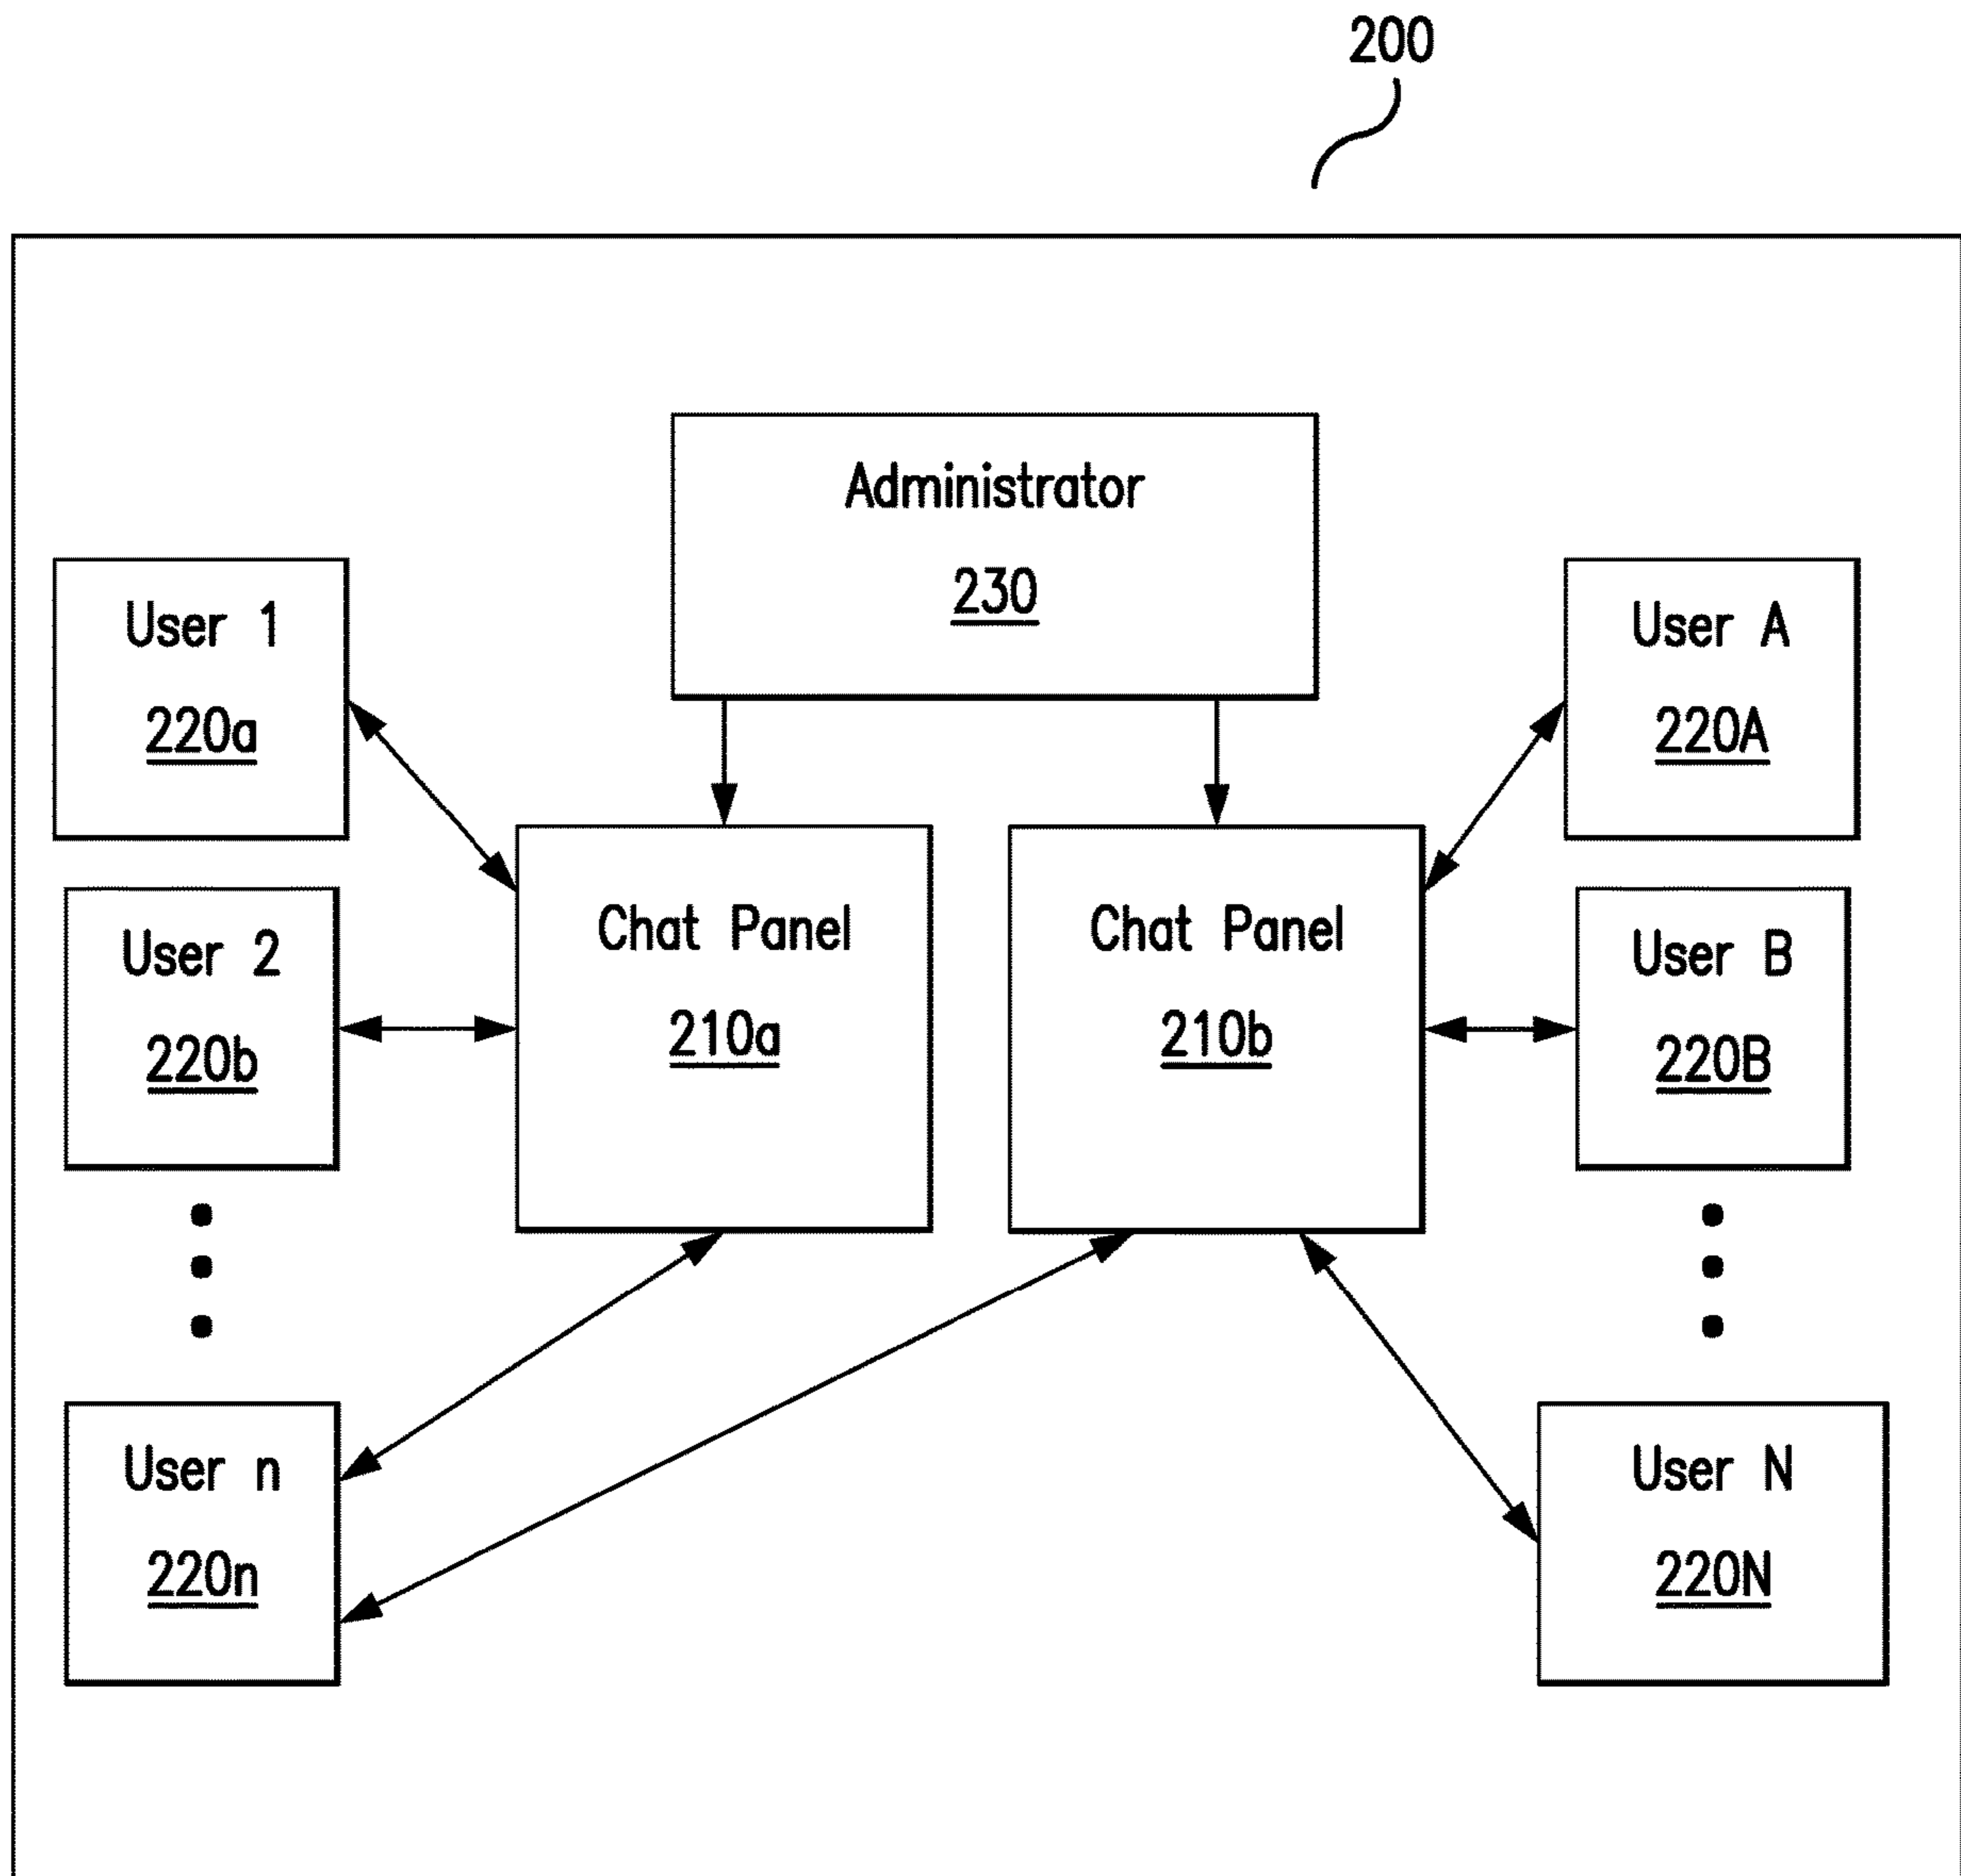 200
Administrator
230
User 1
220a
User A
220A
Chat Panel
210a
Chat Panel
210b
User 2
220b
User B
220B
User n
220n
User N
220N